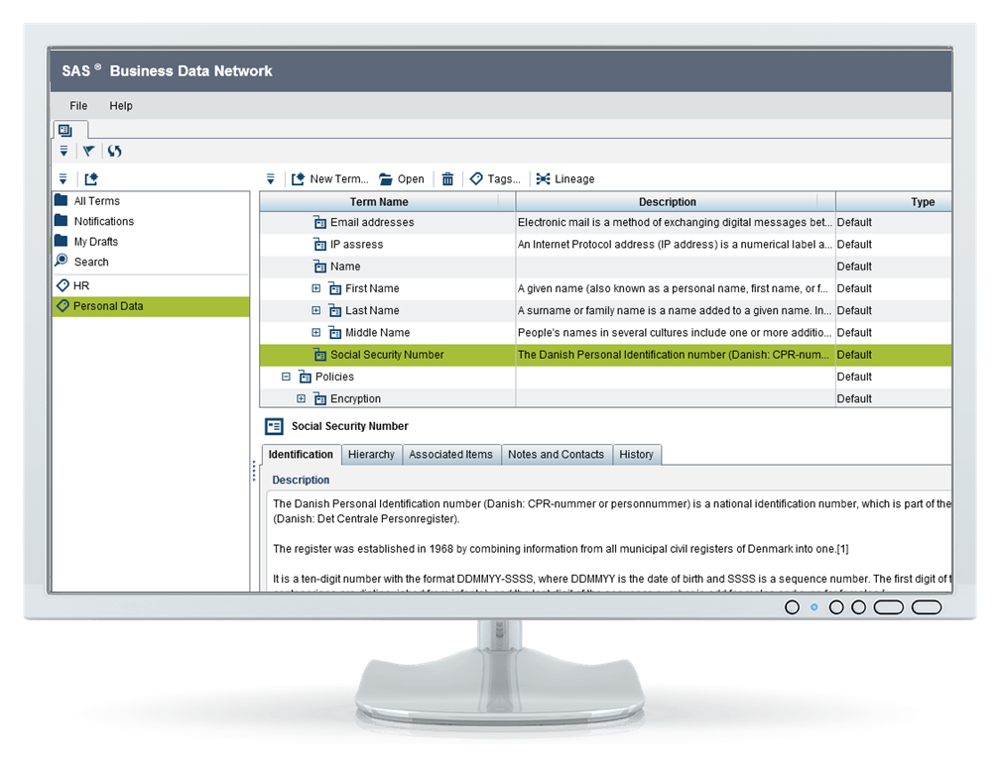 SAS ® Business Data Network
File Help
New Term... Open Tags... Lineage
All Terms
Notifications
My Drafts
Search
HR
Personal Data
Term Name Description Type
Email addresses Electronic mail is a method of exchanging digital messages bet... Default
IP assress An Internet Protocol address (IP address) is a numerical label a... Default
Name Default
First Name A given name (also known as a personal name, first name, or f... Default
Last Name A surname or family name is a name added to a given name. In... Default
Middle Name People's names in several cultures include one or more additio... Default
Social Security Number The Danish Personal Identification number (Danish: CPR-num... Default
Policies Default
Encryption Default
Social Security Number
Identification Hierarchy Associated Items Notes and Contacts History
Description
The Danish Personal Identification number (Danish: CPR-nummer or personnummer) is a national identification number, which is part of the
(Danish: Det Centrale Personregister).
The register was established in 1968 by combining information from all municipal civil registers of Denmark into one.[1]
It is a ten-digit number with the format DDMMYY-SSSS, where DDMMYY is the date of birth and SSSS is a sequence number. The first digit of